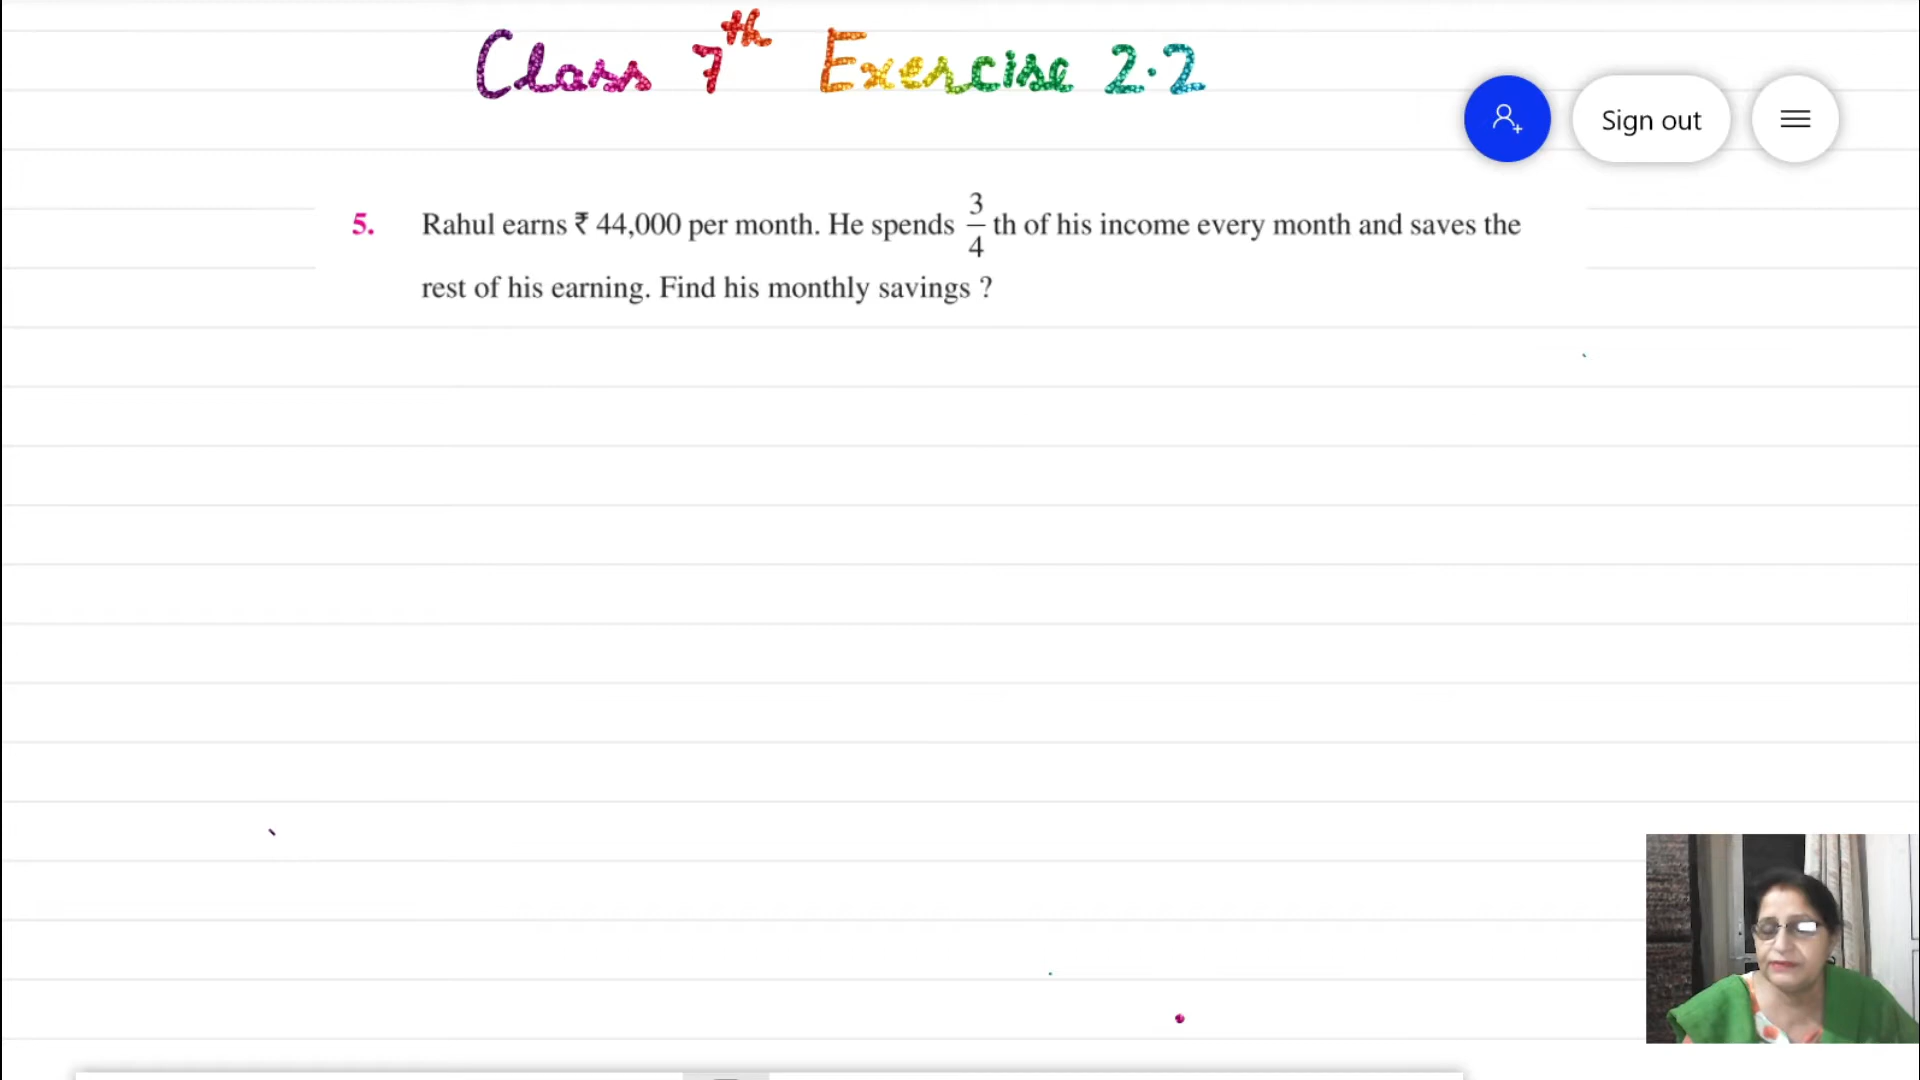 Class 7th Exercise 2.2
Sign out
5. Rahul earns ₹ 44,000 per month. He spends 3/4 th of his income every month and saves the
rest of his earning. Find his monthly savings ?